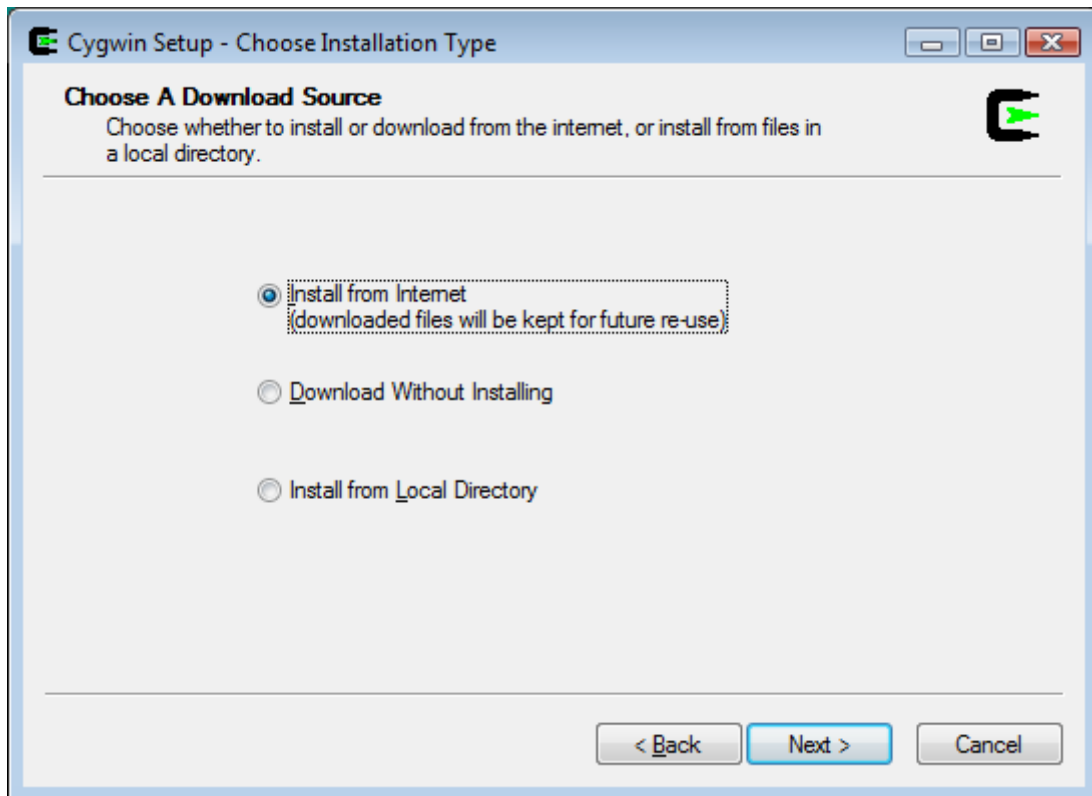 Cygwin Setup - Choose Installation Type
Choose A Download Source
Choose whether to install or download from the internet, or install from files in
a local directory.
Install from Internet
(downloaded files will be kept for future re-use)
Download Without Installing
Install from Local Directory
< Back
Next >
Cancel